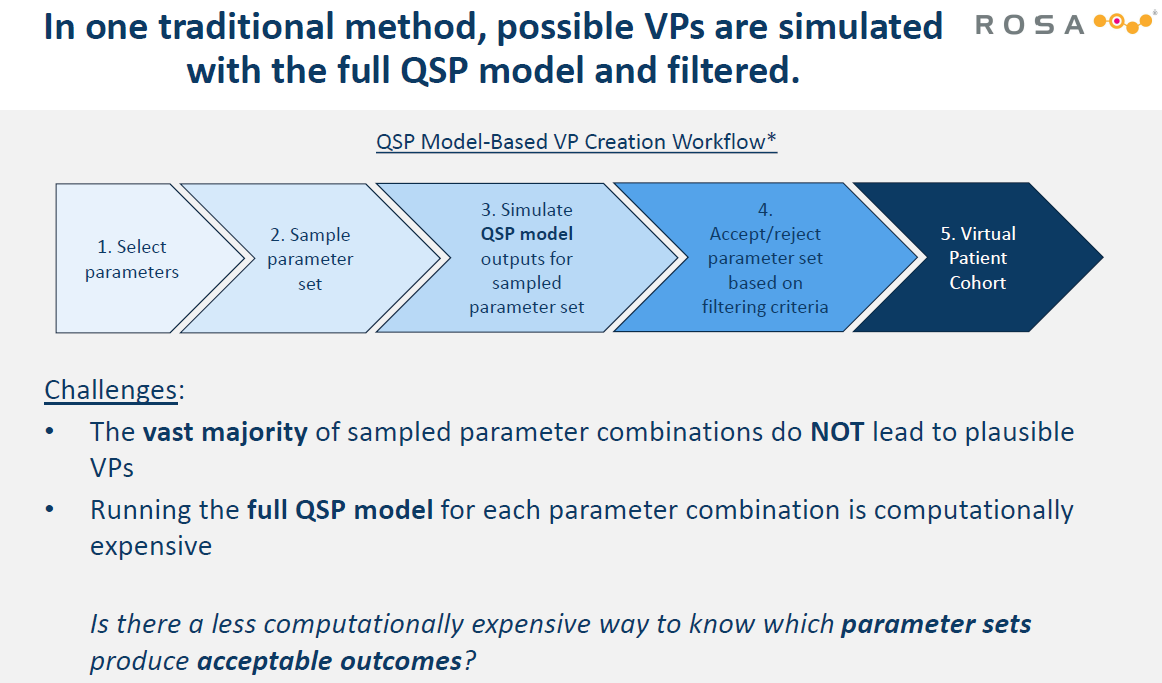 In one traditional method, possible VPs are simulated
with the full QSP model and filtered.
ROSA
®
QSP Model-Based VP Creation Workflow*
1. Select
parameters
2. Sample
parameter
set
3. Simulate
QSP model
outputs for
sampled
parameter set
4.
Accept/reject
parameter set
based on
filtering criteria
5. Virtual
Patient
Cohort
Challenges:
• The vast majority of sampled parameter combinations do NOT lead to plausible
VPs
• Running the full QSP model for each parameter combination is computationally
expensive
Is there a less computationally expensive way to know which parameter sets
produce acceptable outcomes?